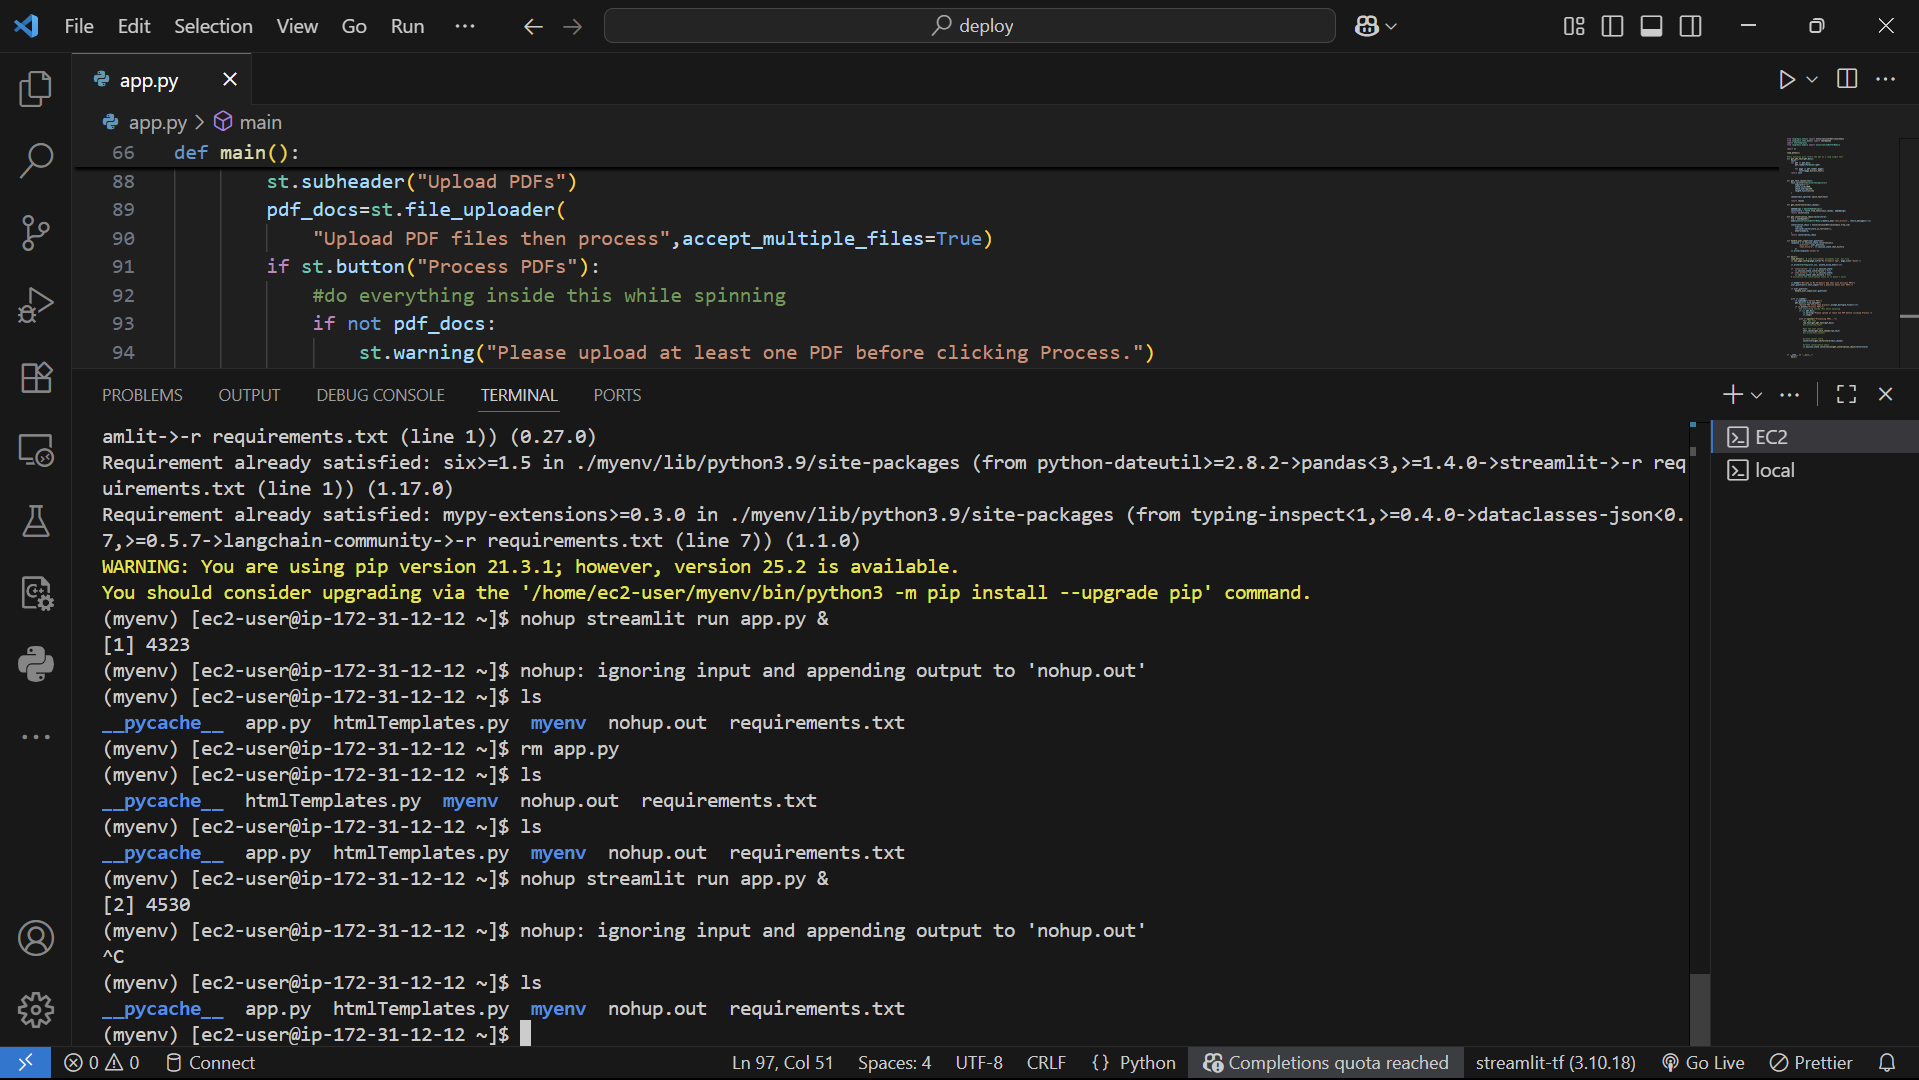 File Edit Selection View Go Run ··· deploy
app.py
app.py > main
66 def main():
88 st.subheader("Upload PDFs")
89 pdf_docs=st.file_uploader(
90 "Upload PDF files then process",accept_multiple_files=True)
91 if st.button("Process PDFs"):
92 #do everything inside this while spinning
93 if not pdf_docs:
94 st.warning("Please upload at least one PDF before clicking Process.")
PROBLEMS OUTPUT DEBUG CONSOLE TERMINAL PORTS
EC2
local
amlit->-r requirements.txt (line 1)) (0.27.0)
Requirement already satisfied: six>=1.5 in ./myenv/lib/python3.9/site-packages (from python-dateutil>=2.8.2->pandas<3,>=1.4.0->streamlit->-r req
uirements.txt (line 1)) (1.17.0)
Requirement already satisfied: mypy-extensions>=0.3.0 in ./myenv/lib/python3.9/site-packages (from typing-inspect<1,>=0.4.0->dataclasses-json<0.
7,>=0.5.7->langchain-community->-r requirements.txt (line 7)) (1.1.0)
WARNING: You are using pip version 21.3.1; however, version 25.2 is available.
You should consider upgrading via the '/home/ec2-user/myenv/bin/python3 -m pip install --upgrade pip' command.
(myenv) [ec2-user@ip-172-31-12-12 ~]$ nohup streamlit run app.py &
[1] 4323
(myenv) [ec2-user@ip-172-31-12-12 ~]$ nohup: ignoring input and appending output to 'nohup.out'
(myenv) [ec2-user@ip-172-31-12-12 ~]$ ls
__pycache__ app.py htmlTemplates.py myenv nohup.out requirements.txt
(myenv) [ec2-user@ip-172-31-12-12 ~]$ rm app.py
(myenv) [ec2-user@ip-172-31-12-12 ~]$ ls
__pycache__ htmlTemplates.py myenv nohup.out requirements.txt
(myenv) [ec2-user@ip-172-31-12-12 ~]$ ls
__pycache__ app.py htmlTemplates.py myenv nohup.out requirements.txt
(myenv) [ec2-user@ip-172-31-12-12 ~]$ nohup streamlit run app.py &
[2] 4530
(myenv) [ec2-user@ip-172-31-12-12 ~]$ nohup: ignoring input and appending output to 'nohup.out'
^C
(myenv) [ec2-user@ip-172-31-12-12 ~]$ ls
__pycache__ app.py htmlTemplates.py myenv nohup.out requirements.txt
(myenv) [ec2-user@ip-172-31-12-12 ~]$
0 0 Connect Ln 97, Col 51 Spaces: 4 UTF-8 CRLF {} Python Completions quota reached streamlit-tf (3.10.18) Go Live Prettier